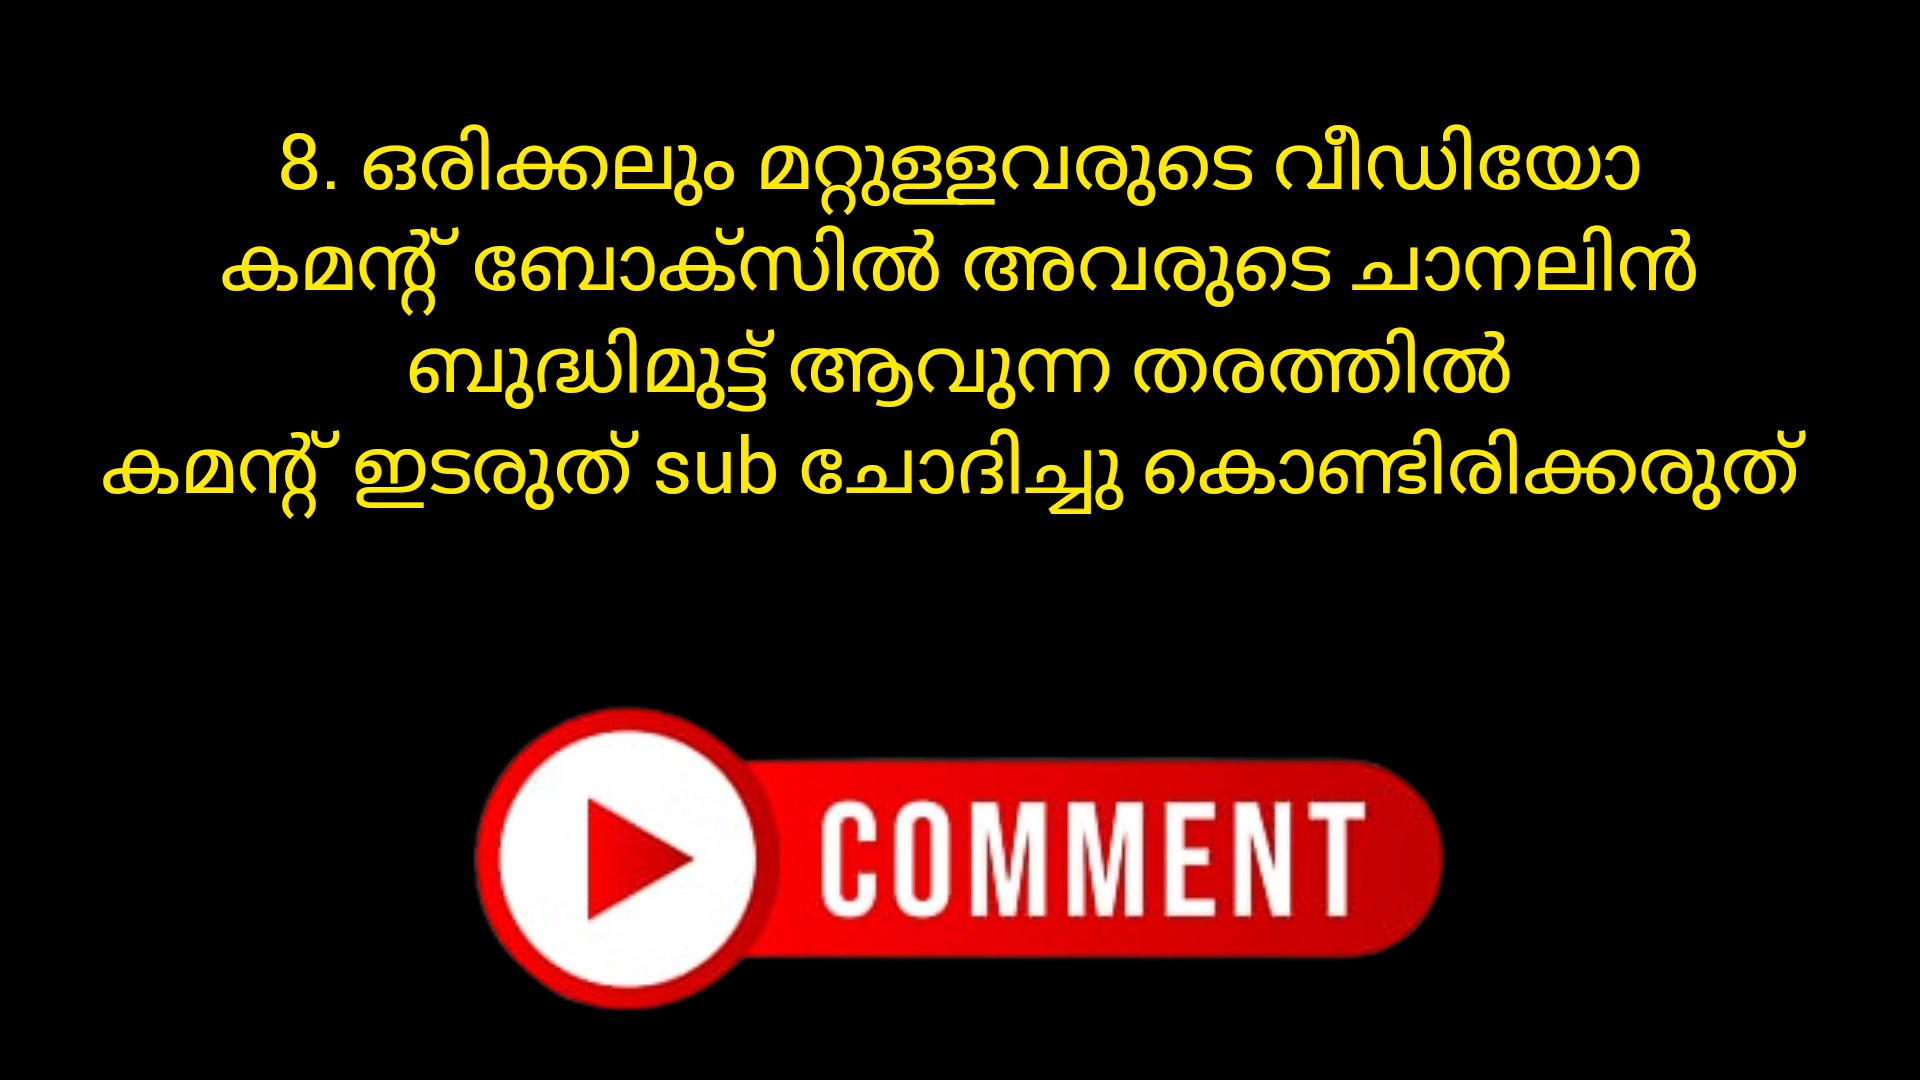 8. ഒരിക്കലും മറ്റുള്ളവരുടെ വീഡിയോ
കമന്റ് ബോക്സിൽ അവരുടെ ചാനലിൻ
ബുദ്ധിമുട്ട് ആവുന്ന തരത്തിൽ
കമന്റ് ഇടരുത് sub ചോദിച്ചു കൊണ്ടിരിക്കരുത്
COMMENT